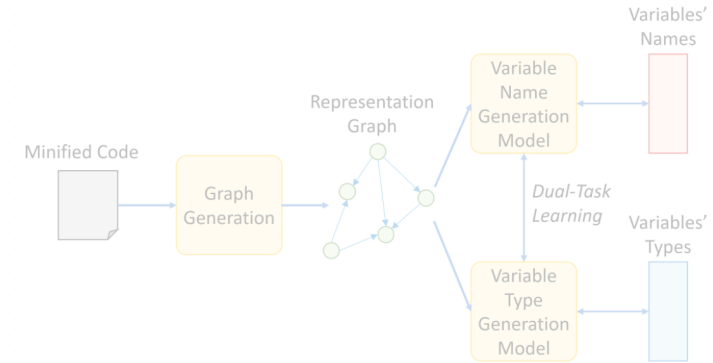 Minified Code
Graph
Generation
Representation
Graph
Variable
Name
Generation
Model
Variables'
Names
Dual-Task
Learning
Variable
Type
Generation
Model
Variables'
Types